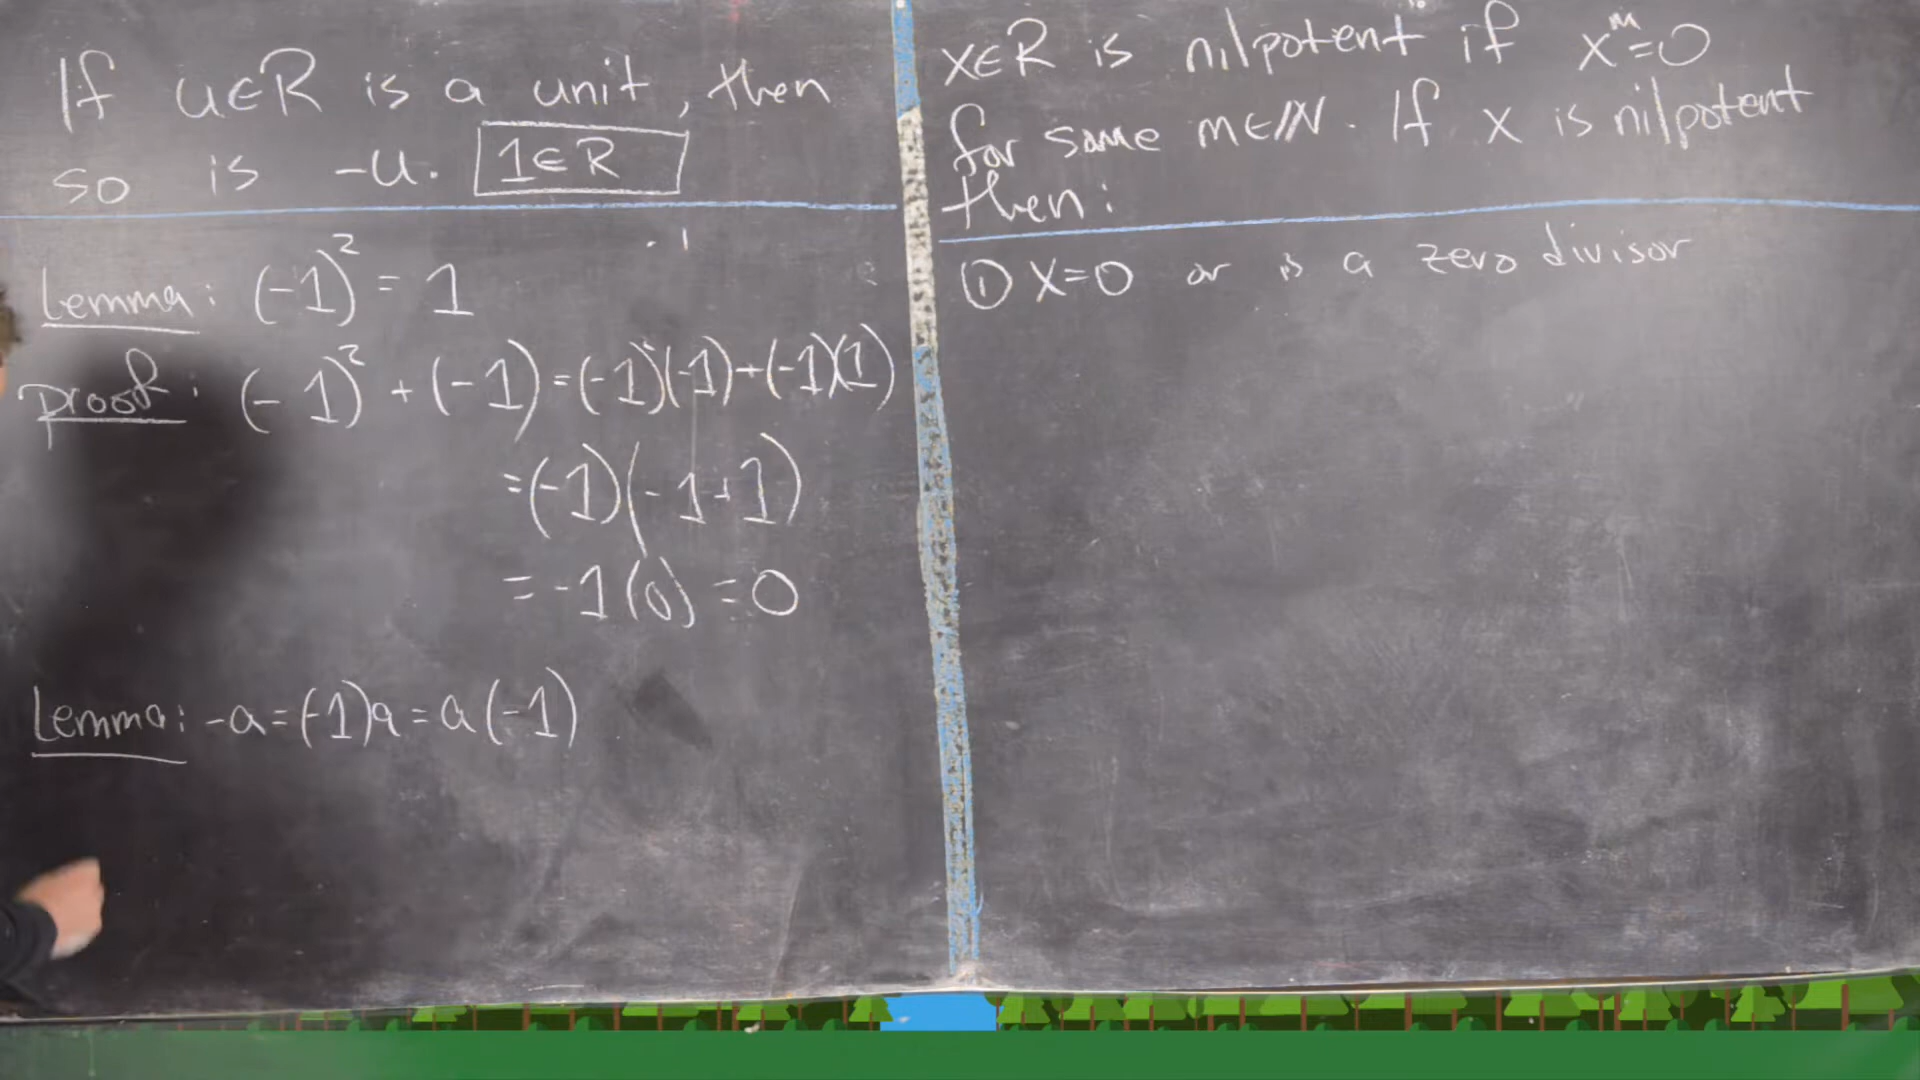 If u∈R is a unit, then
so is -u. 1∈R
Lemma: (-1)² = 1
proof: (-1)² + (-1) = (-1)(-1)+(-1)(1)
=(-1)(-1+1)
= -1(0) = 0
Lemma: -a=(-1)a=a(-1)
x∈R is nilpotent if xᵐ=0
for some m∈ℕ. If x is nilpotent
then:
① x=0 or is a zero divisor